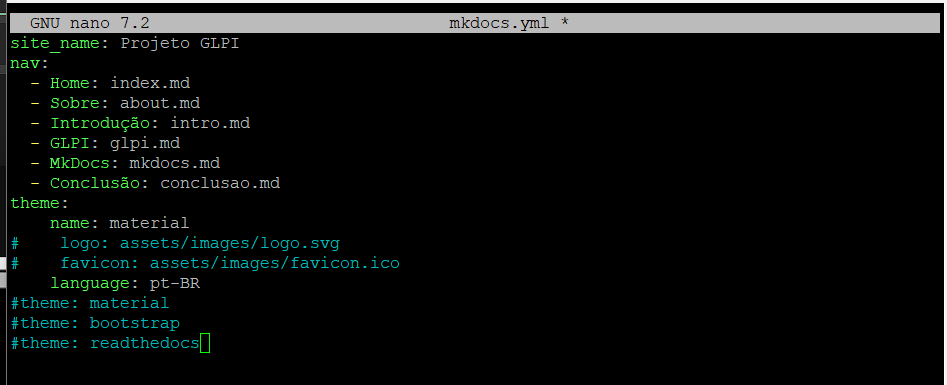 GNU nano 7.2 mkdocs.yml *
site_name: Projeto GLPI
nav:
  - Home: index.md
  - Sobre: about.md
  - Introdução: intro.md
  - GLPI: glpi.md
  - MkDocs: mkdocs.md
  - Conclusão: conclusao.md
theme:
    name: material
#    logo: assets/images/logo.svg
#    favicon: assets/images/favicon.ico
    language: pt-BR
#theme: material
#theme: bootstrap
#theme: readthedocs